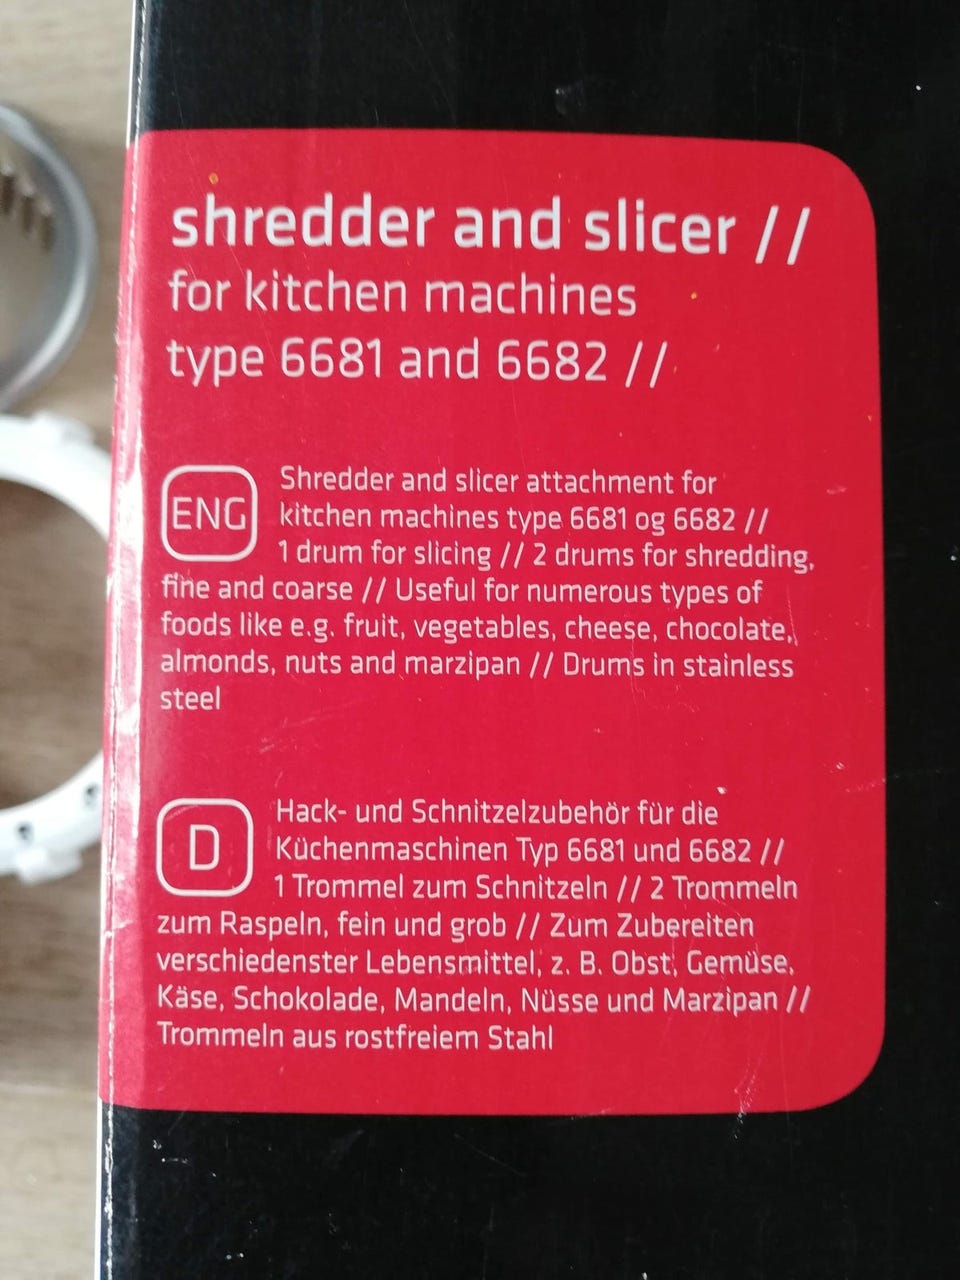 shredder and slicer //
for kitchen machines
type 6681 and 6682 //
ENG
Shredder and slicer attachment for
kitchen machines type 6681 og 6682 //
1 drum for slicing // 2 drums for shredding,
fine and coarse // Useful for numerous types of
foods like e.g. fruit, vegetables, cheese, chocolate,
almonds, nuts and marzipan // Drums in stainless
steel
D
Hack- und Schnitzelzubehör für die
Küchenmaschinen Typ 6681 und 6682 //
1 Trommel zum Schnitzeln // 2 Trommeln
zum Raspeln, fein und grob // Zum Zubereiten
verschiedenster Lebensmittel, z. B. Obst, Gemüse,
Käse, Schokolade, Mandeln, Nüsse und Marzipan //
Trommeln aus rostfreiem Stahl